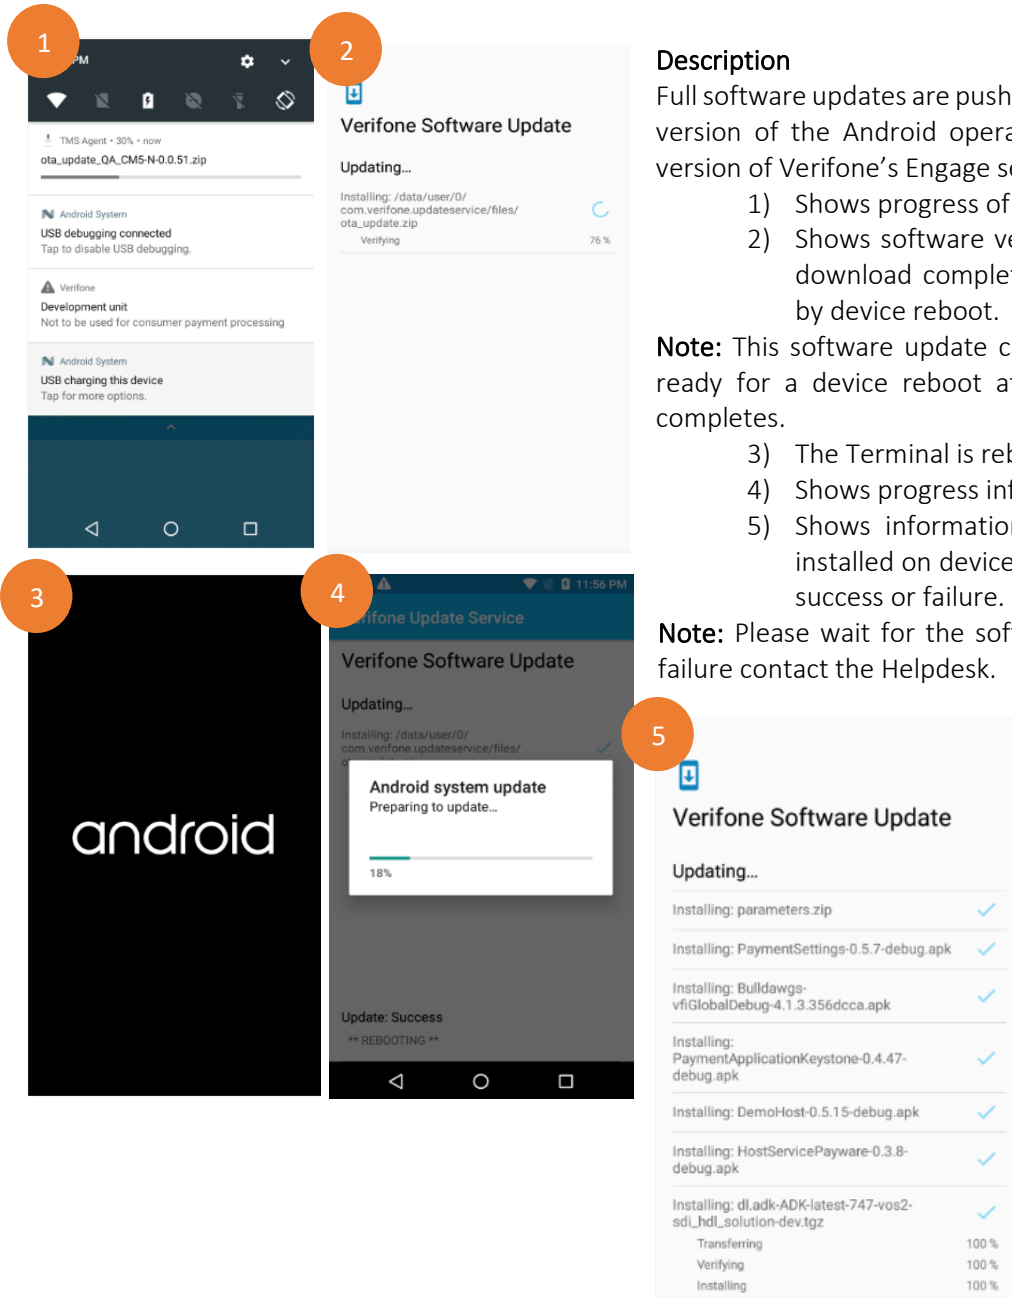 1
PM
TMS Agent • 30% • now
ota_update_QA_CM5-N-0.0.51.zip
Android System
USB debugging connected
Tap to disable USB debugging.
Verifone
Development unit
Not to be used for consumer payment processing
Android System
USB charging this device
Tap for more options.
2
Verifone Software Update
Updating...
Installing: /data/user/0/
com.verifone.updateservice/files/
ota_update.zip
Verifying 76 %
Description
Full software updates are push
version of the Android opera
version of Verifone's Engage se
1) Shows progress of
2) Shows software ve
download complet
by device reboot.
Note: This software update c
ready for a device reboot at
completes.
3) The Terminal is reb
4) Shows progress inf
5) Shows information
installed on device
success or failure.
Note: Please wait for the soft
failure contact the Helpdesk.
3
android
4
11:56 PM
rifone Update Service
Verifone Software Update
Updating...
Installing: /data/user/0/
com.verifone.updateservice/files/
Android system update
Preparing to update...
18%
Update: Success
** REBOOTING **
5
Verifone Software Update
Updating...
Installing: parameters.zip
Installing: PaymentSettings-0.5.7-debug.apk
Installing: Bulldawgs-
vfiGlobalDebug-4.1.3.356dcca.apk
Installing:
PaymentApplicationKeystone-0.4.47-
debug.apk
Installing: DemoHost-0.5.15-debug.apk
Installing: HostServicePayware-0.3.8-
debug.apk
Installing: dl.adk-ADK-latest-747-vos2-
sdi_hdl_solution-dev.tgz
Transferring 100 %
Verifying 100 %
Installing 100 %